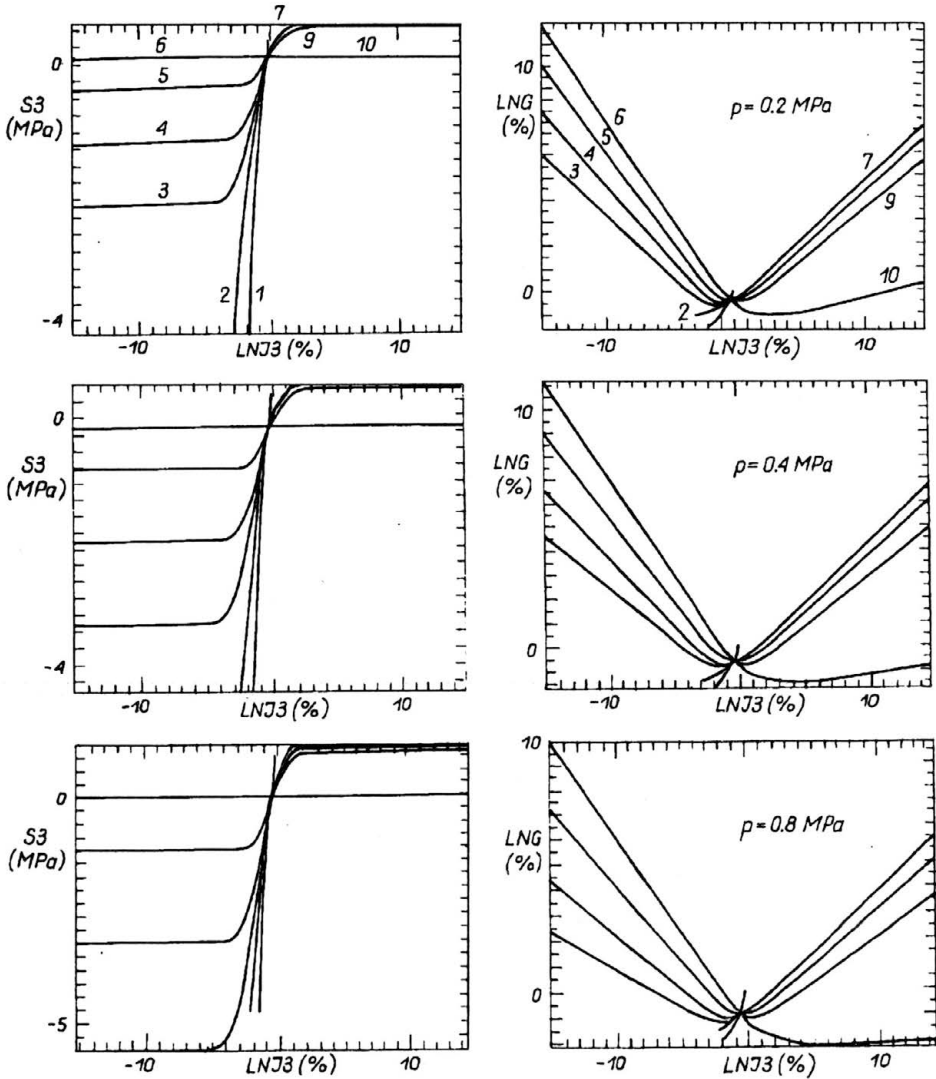 7
6 9 10
0
5
S3
(MPa)
4
3
2 1
-4
-10 LNJ3 (%) 10
10
LNG
(%)
p = 0.2 MPa
6
5
4
3
7
9
10
0
2
-10 LNJ3 (%) 10
0
S3
(MPa)
-4
-10 LNJ3 (%) 10
10
LNG
(%)
p = 0.4 MPa
0
-10 LNJ3 (%) 10
0
S3
(MPa)
-5
-10 LNJ3 (%) 10
10
LNG
(%)
p = 0.8 MPa
0
-10 LNJ3 (%) 10